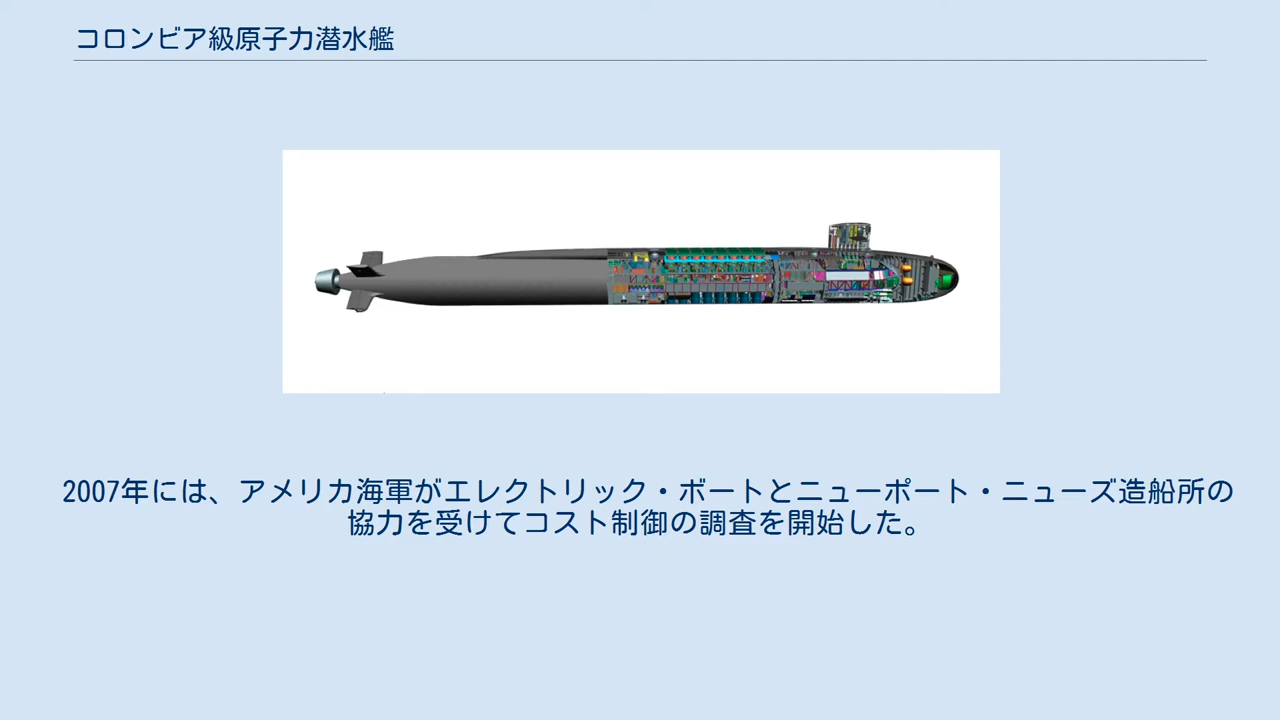 コロンビア級原子力潜水艦
2007年には、アメリカ海軍がエレクトリック・ボートとニューポート・ニューズ造船所の
協力を受けてコスト制御の調査を開始した。